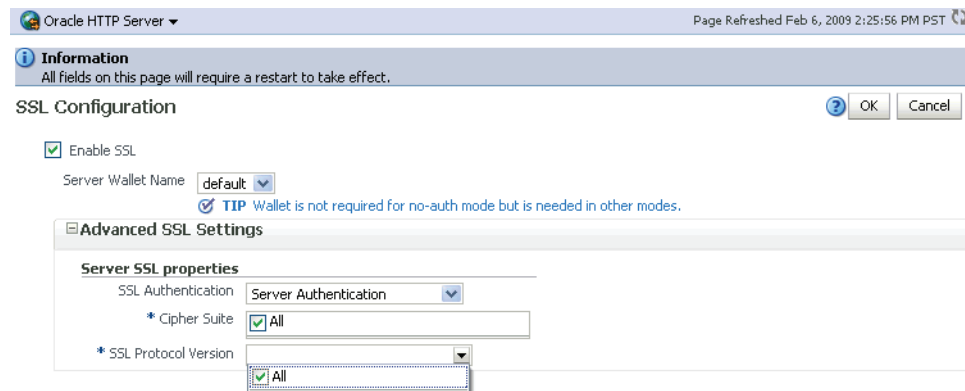 Oracle HTTP Server
Page Refreshed Feb 6, 2009 2:25:56 PM PST
Information
All fields on this page will require a restart to take effect.
SSL Configuration
OK
Cancel
Enable SSL
Server Wallet Name
default
TIP Wallet is not required for no-auth mode but is needed in other modes.
Advanced SSL Settings
Server SSL properties
SSL Authentication
Server Authentication
* Cipher Suite
All
* SSL Protocol Version
All